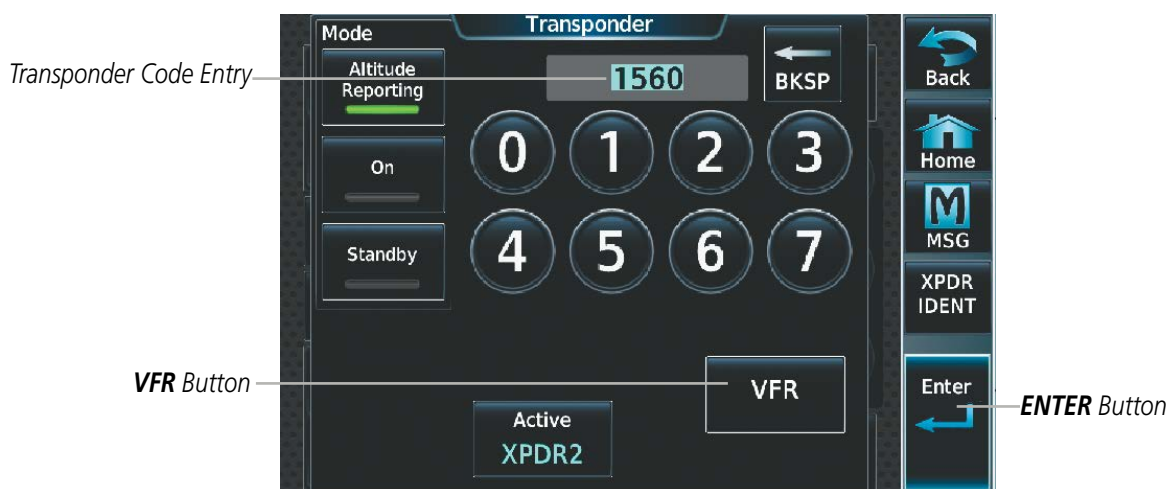 Transponder
Mode
Altitude
Reporting
On
Standby
Transponder Code Entry
1560
BKSP
0
1
2
3
4
5
6
7
VFR Button
VFR
Active
XPDR2
Back
Home
MSG
XPDR
IDENT
Enter
ENTER Button